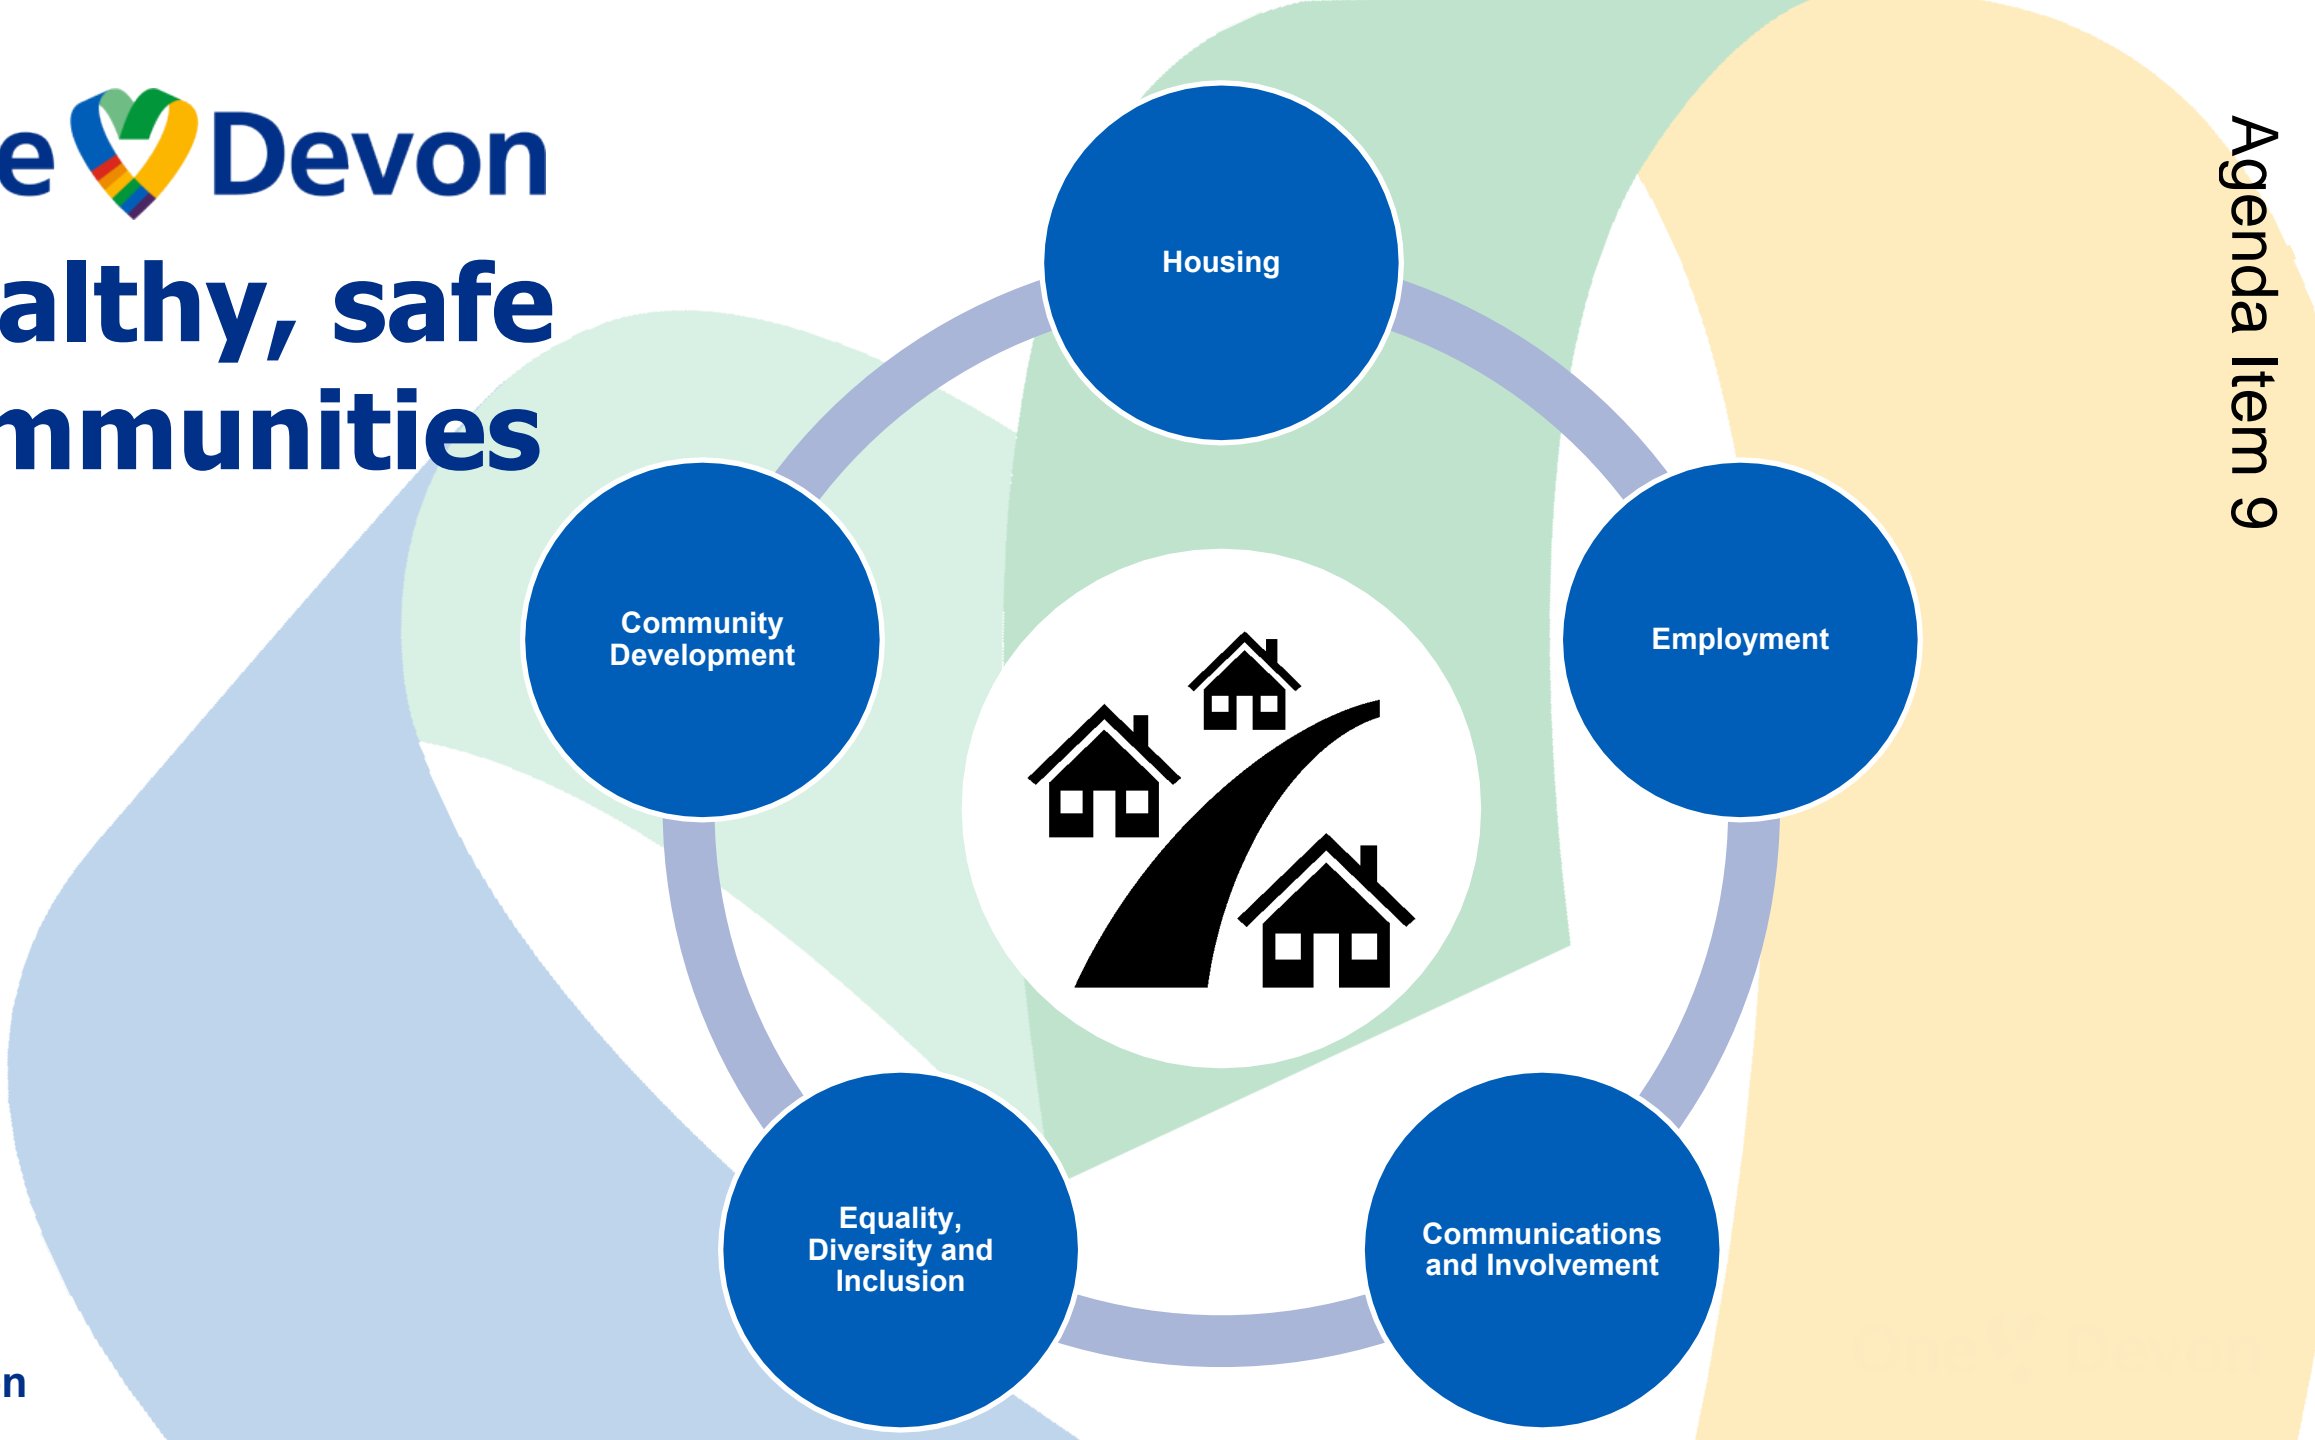 e Devon
althy, safe
mmunities
Housing
Community
Development
Employment
Equality,
Diversity and
Inclusion
Communications
and Involvement
n
Agenda Item 9